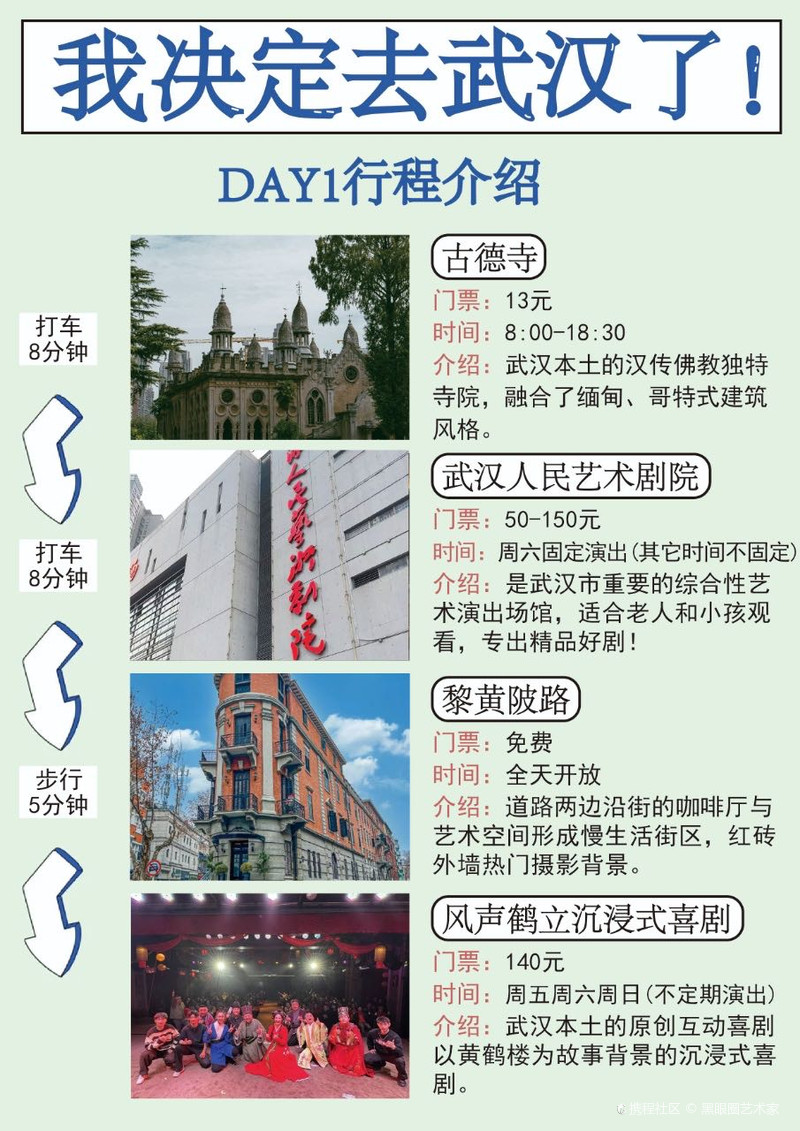 我决定去武汉了！
DAY1行程介绍
古德寺
门票：13元
时间：8:00-18:30
介绍：武汉本土的汉传佛教独特
寺院，融合了缅甸、哥特式建筑
风格。
打车
8分钟
武汉人民艺术剧院
门票：50-150元
时间：周六固定演出(其它时间不固定)
介绍：是武汉市重要的综合性艺
术演出场馆，适合老人和小孩观
看，专出精品好剧！
人民艺术剧院
打车
8分钟
黎黄陂路
门票：免费
时间：全天开放
介绍：道路两边沿街的咖啡厅与
艺术空间形成慢生活街区，红砖
外墙热门摄影背景。
步行
5分钟
风声鹤立沉浸式喜剧
门票：140元
时间：周五周六周日(不定期演出)
介绍：武汉本土的原创互动喜剧
以黄鹤楼为故事背景的沉浸式喜
剧。
携程社区 © 黑眼圈艺术家